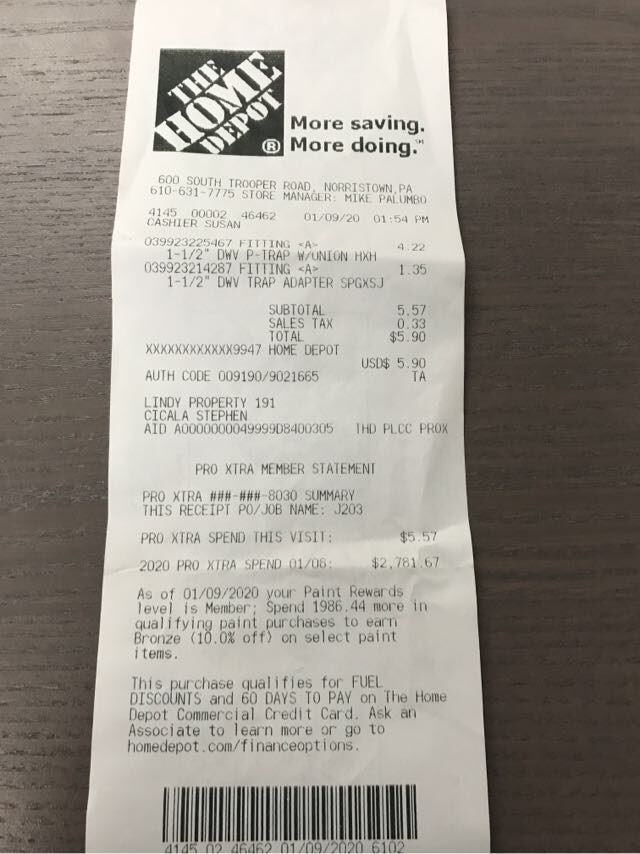 THE
HOME
DEPOT
®
More saving.
More doing.℠
600 SOUTH TROOPER ROAD, NORRISTOWN,PA
610-631-7775 STORE MANAGER: MIKE PALUMBO
4145 00002 46462 01/09/20 01:54 PM
CASHIER SUSAN
039923225467 FITTING <A> 4.22
1-1/2" DWV P-TRAP W/UNION HXH
039923214287 FITTING <A> 1.35
1-1/2" DWV TRAP ADAPTER SPGXSJ
SUBTOTAL 5.57
SALES TAX 0.33
TOTAL $5.90
XXXXXXXXXXXX9947 HOME DEPOT
USD$ 5.90
AUTH CODE 009190/9021665 TA
LINDY PROPERTY 191
CICALA STEPHEN
AID A0000000049999D8400305 THD PLCC PROX
PRO XTRA MEMBER STATEMENT
PRO XTRA ###-###-8030 SUMMARY
THIS RECEIPT PO/JOB NAME: J203
PRO XTRA SPEND THIS VISIT: $5.57
2020 PRO XTRA SPEND 01/08: $2,781.67
As of 01/09/2020 your Paint Rewards
level is Member; Spend 1986.44 more in
qualifying paint purchases to earn
Bronze (10.0% off) on select paint
items.
This purchase qualifies for FUEL
DISCOUNTS and 60 DAYS TO PAY on The Home
Depot Commercial Credit Card. Ask an
Associate to learn more or go to
homedepot.com/financeoptions.
4145 02 46462 01/09/2020 6102